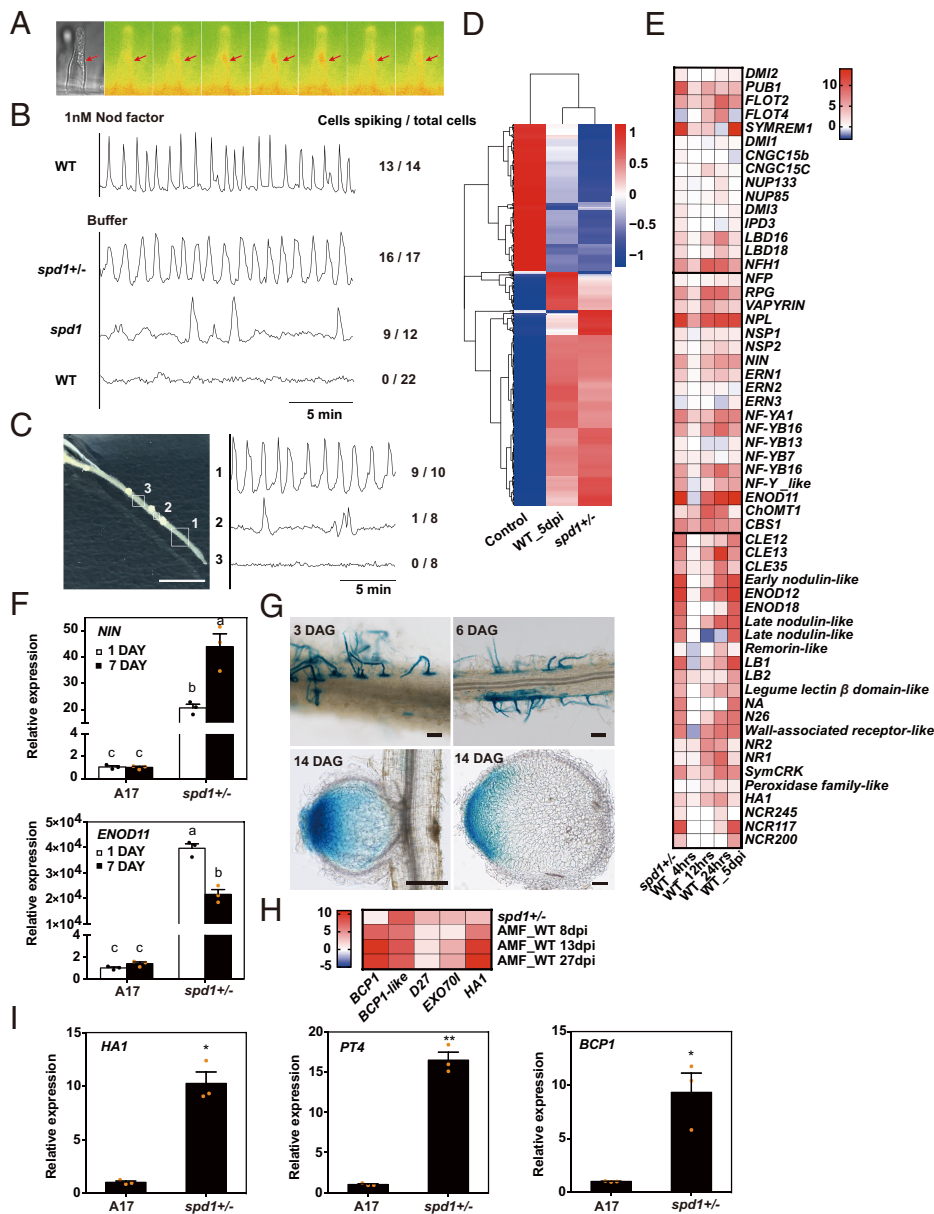 A
B
1nM Nod factor
Cells spiking / total cells
WT
13 / 14
Buffer
spd1+/-
16 / 17
spd1
9 / 12
WT
0 / 22
5 min
C
3
2
1
1
9 / 10
2
1 / 8
3
0 / 8
5 min
D
1
0.5
0
−0.5
−1
Control
WT_5dpi
spd1+/-
E
10
5
0
DMI2
PUB1
FLOT2
FLOT4
SYMREM1
DMI1
CNGC15b
CNGC15C
NUP133
NUP85
DMI3
IPD3
LBD16
LBD18
NFH1
NFP
RPG
VAPYRIN
NPL
NSP1
NSP2
NIN
ERN1
ERN2
ERN3
NF-YA1
NF-YB16
NF-YB13
NF-YB7
NF-YB16
NF-Y_like
ENOD11
ChOMT1
CBS1
CLE12
CLE13
CLE35
Early nodulin-like
ENOD12
ENOD18
Late nodulin-like
Late nodulin-like
Remorin-like
LB1
LB2
Legume lectin β domain-like
NA
N26
Wall-associated receptor-like
NR2
NR1
SymCRK
Peroxidase family-like
HA1
NCR245
NCR117
NCR200
spd1+/-
WT_4hrs
WT_12hrs
WT_24hrs
WT_5dpi
F
Relative expression
50
40
30
20
4
2
0
NIN
1 DAY
7 DAY
c c
b
a
A17
spd1+/-
Relative expression
5×10⁴
4×10⁴
3×10⁴
2×10⁴
1×10⁴
4
2
0
ENOD11
1 DAY
7 DAY
c c
a
b
A17
spd1+/-
G
3 DAG
6 DAG
14 DAG
14 DAG
H
10
5
0
-5
spd1+/-
AMF_WT 8dpi
AMF_WT 13dpi
AMF_WT 27dpi
BCP1
BCP1-like
D27
EXO70I
HA1
I
Relative expression
15
10
5
0
HA1
*
A17
spd1+/-
Relative expression
20
15
10
5
0
PT4
**
A17
spd1+/-
Relative expression
15
10
5
0
BCP1
*
A17
spd1+/-